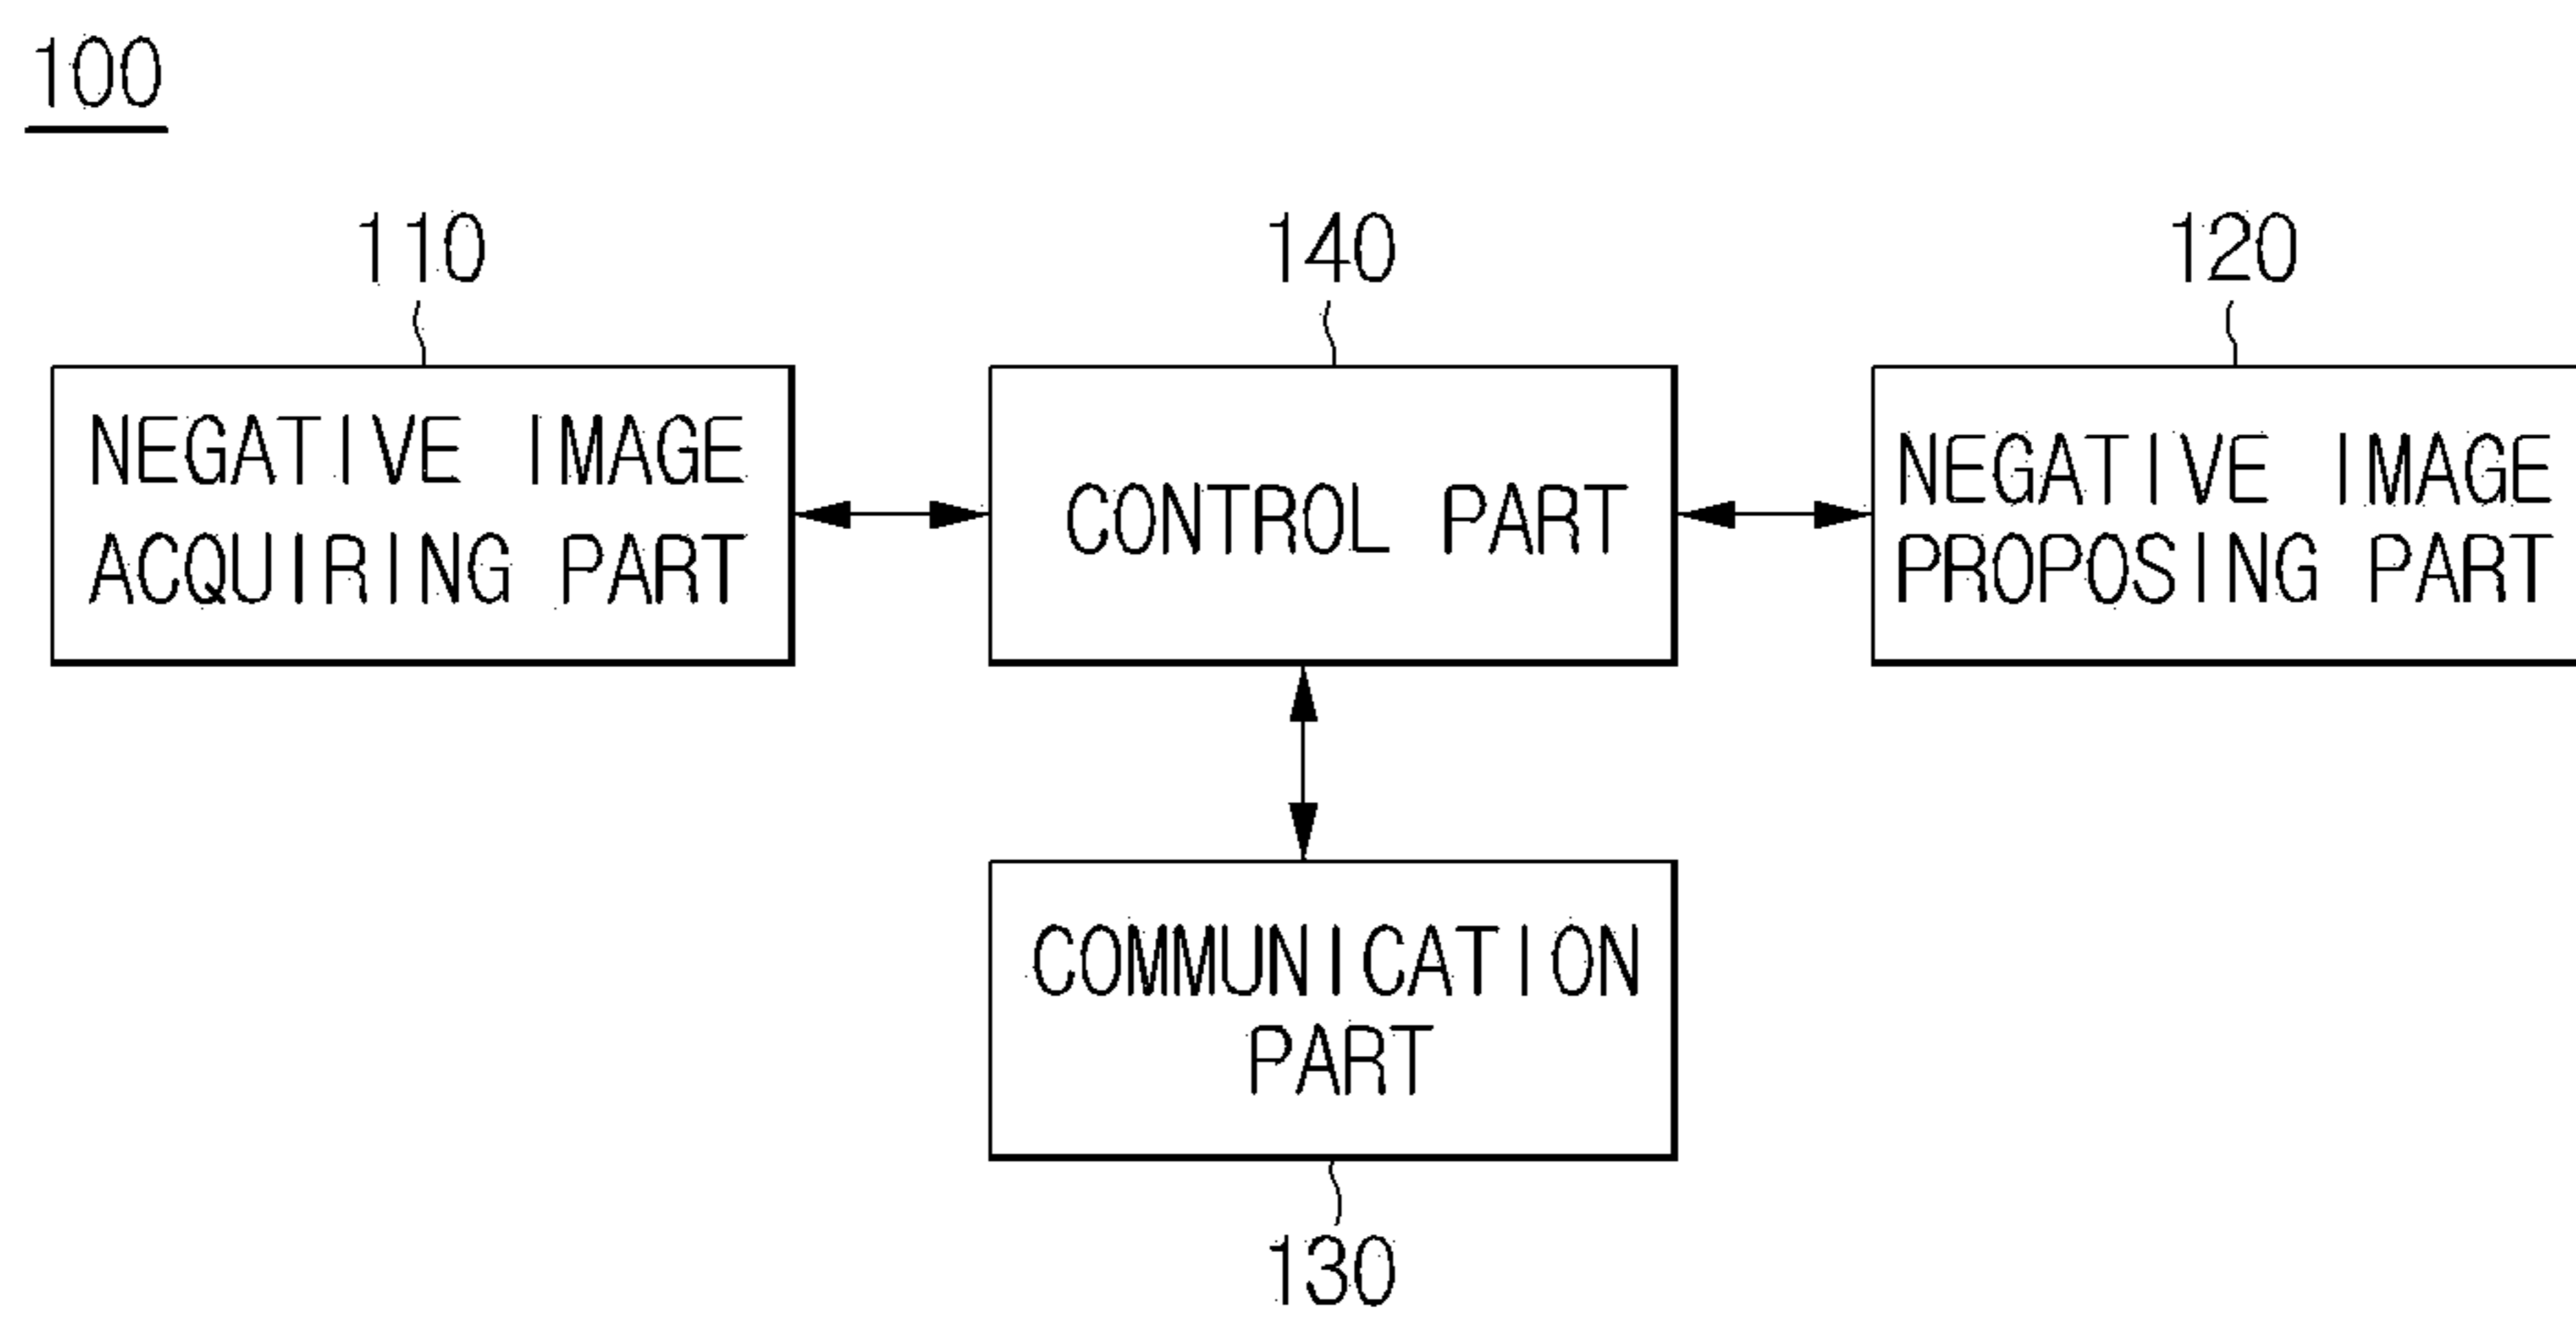 100
110
140
120
NEGATIVE IMAGE
ACQUIRING PART
CONTROL PART
NEGATIVE IMAGE
PROPOSING PART
COMMUNICATION
PART
130